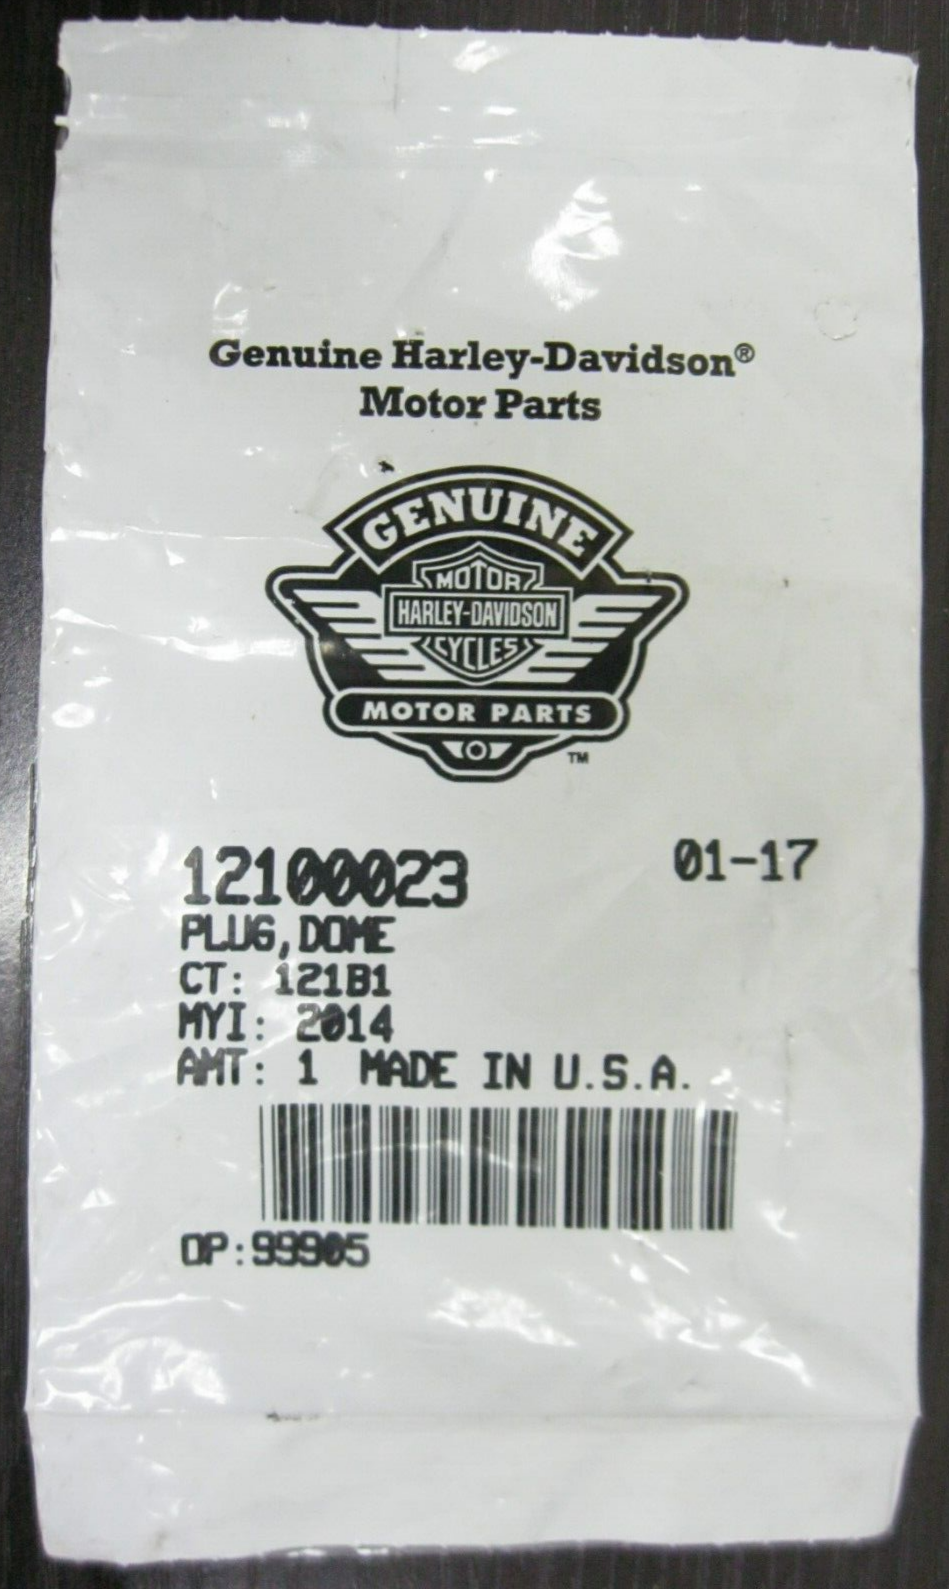 Genuine Harley-Davidson®
Motor Parts
GENUINE
MOTOR
HARLEY-DAVIDSON
CYCLES
MOTOR PARTS
TM
12100023
01-17
PLUG,DOME
CT: 121B1
MYI: 2014
AMT: 1 MADE IN U.S.A.
OP:99905